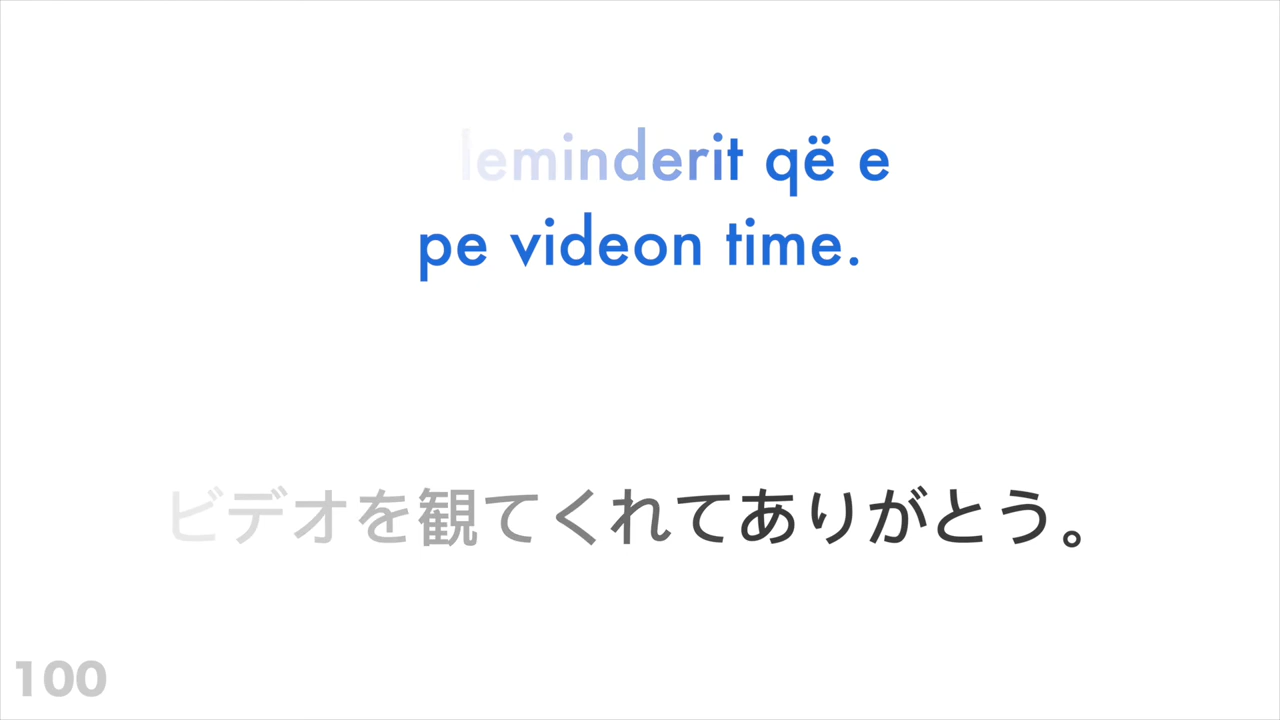 leminderit që e
pe videon time.
ビデオを観てくれてありがとう。
100